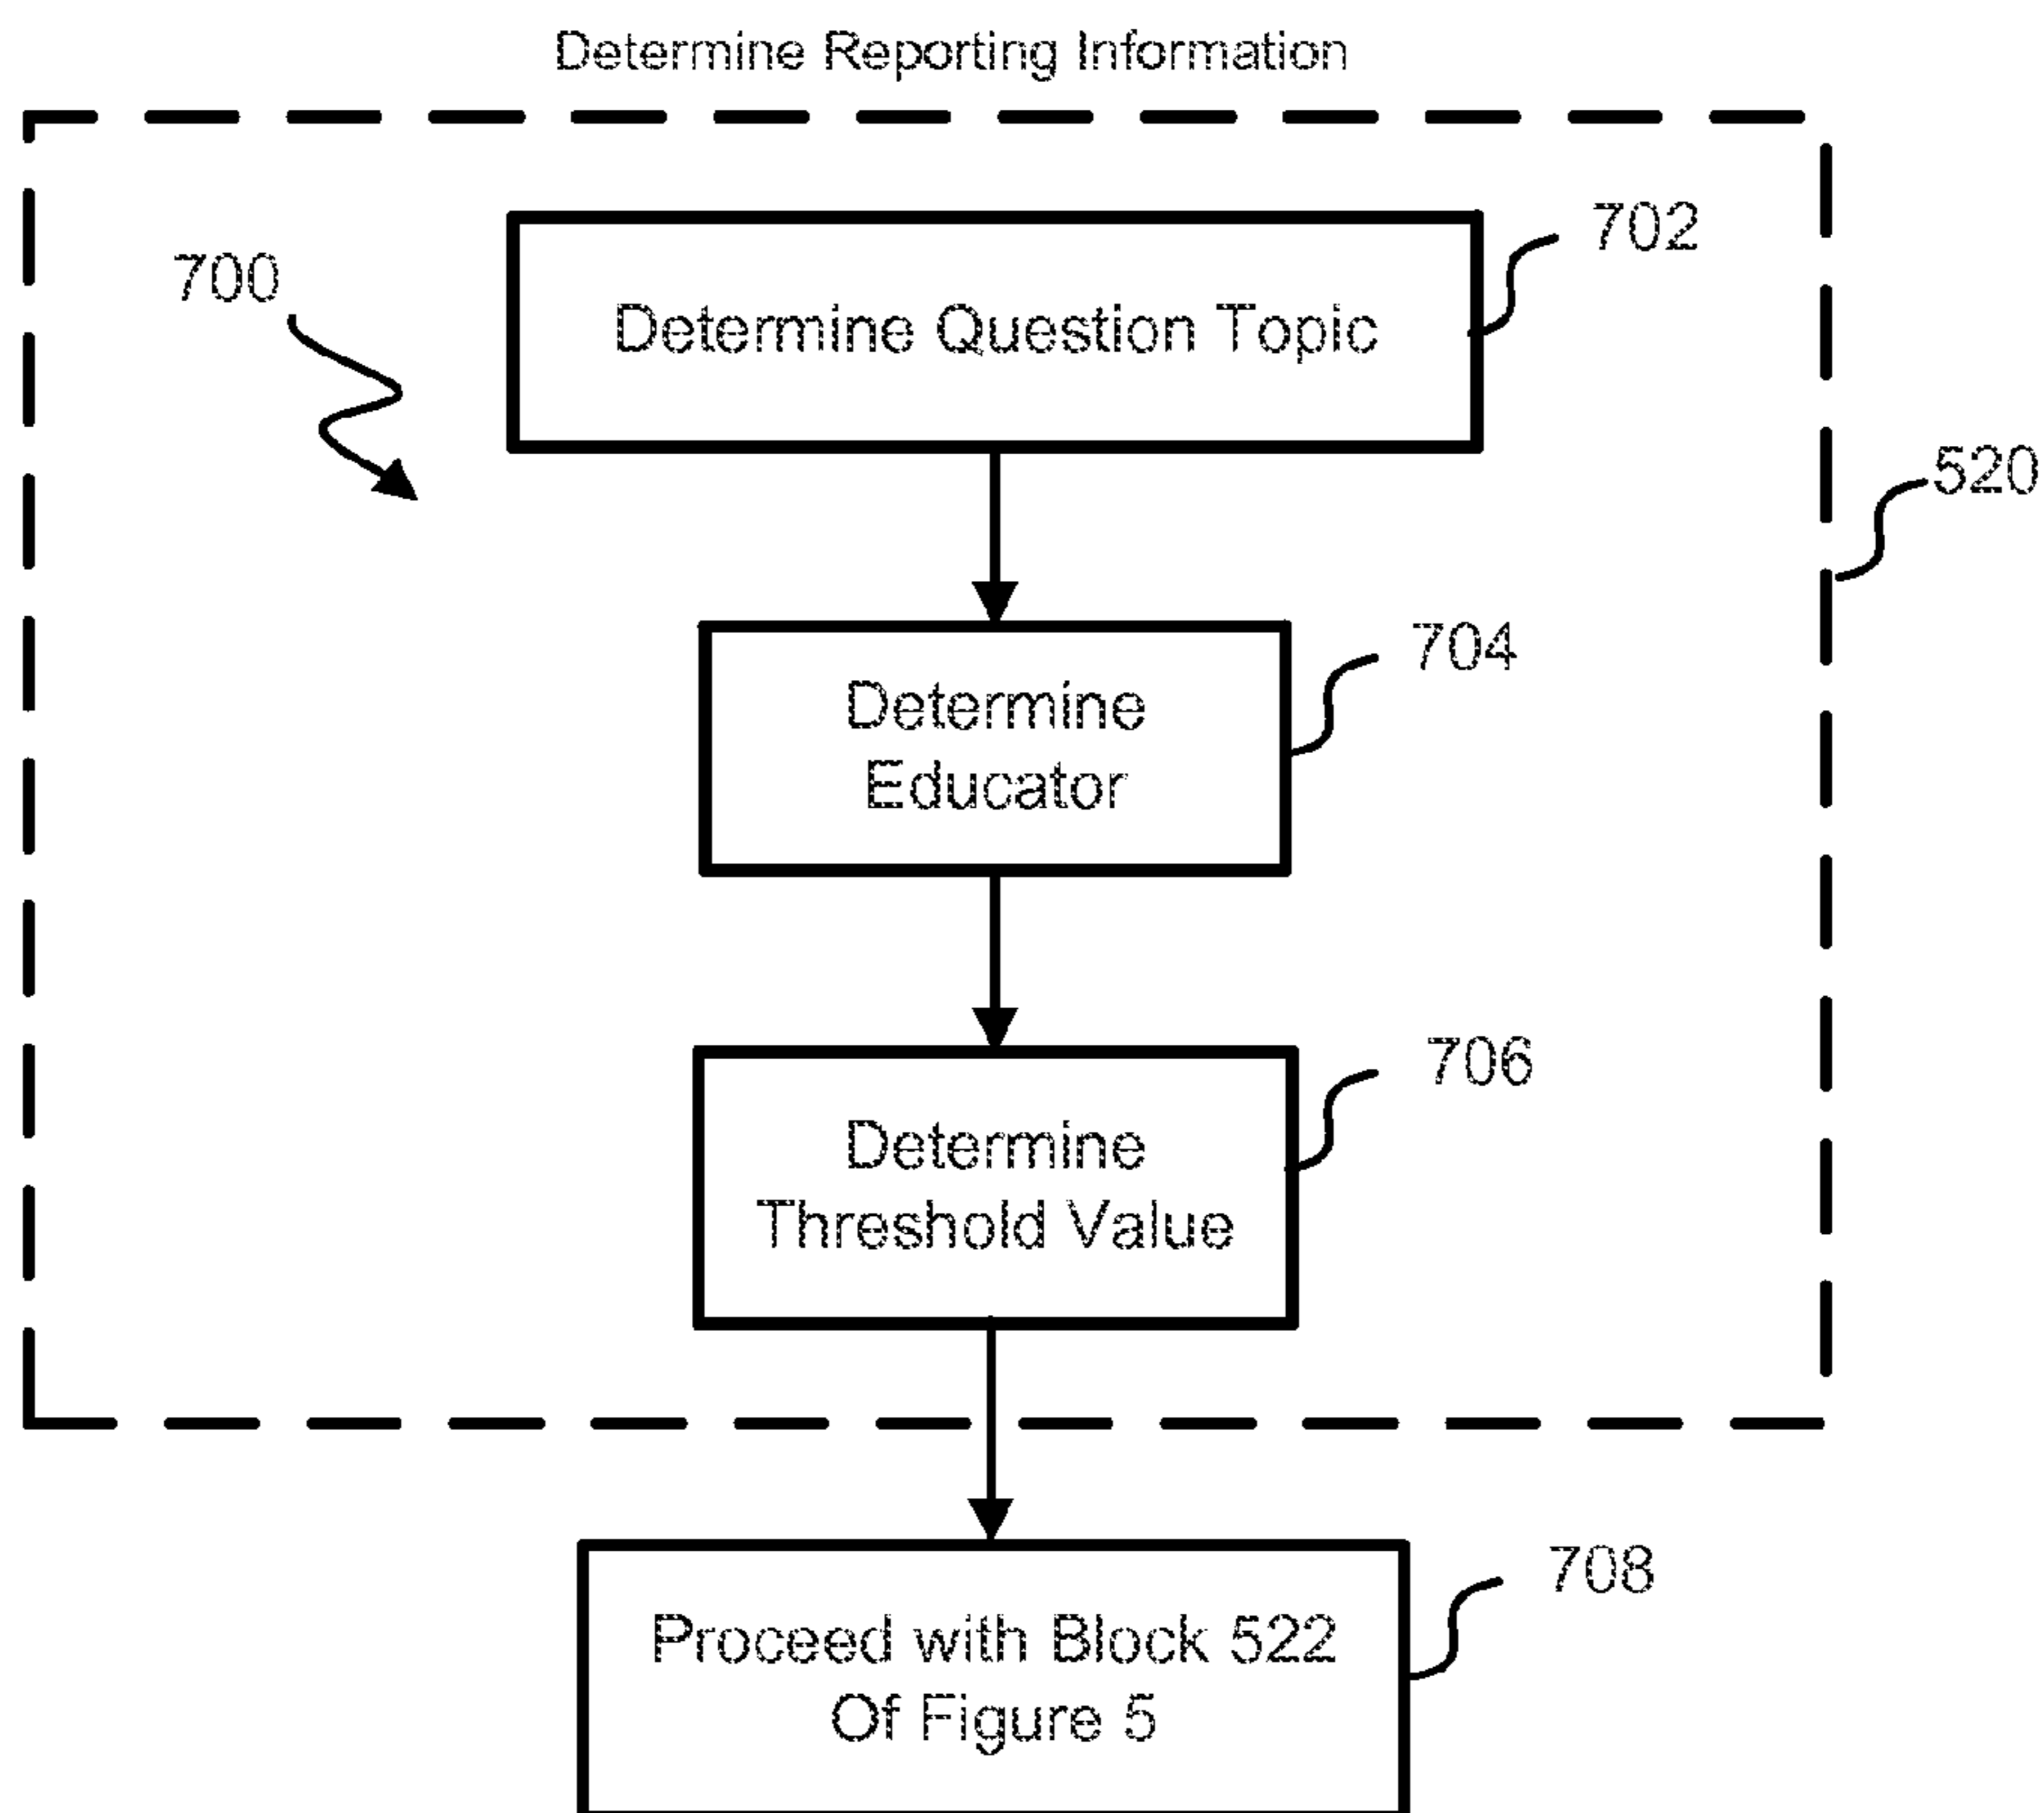 Determine Reporting Information
702
700
Determine Question Topic
520
704
Determine
Educator
706
Determine
Threshold Value
708
Proceed with Block 522
Of Figure 5